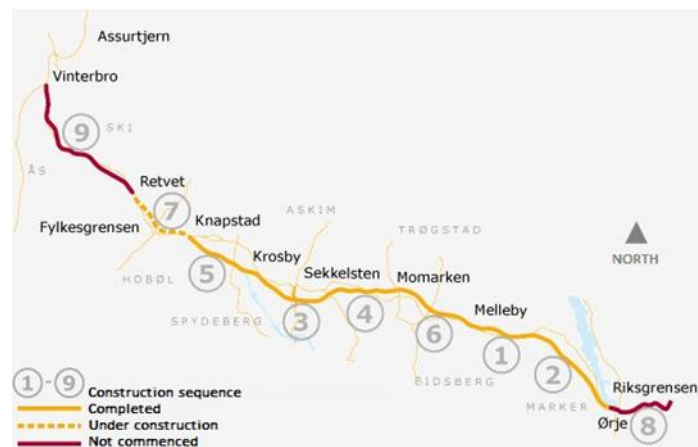 Assurtjern
Vinterbro
9
SKI
ÅS
Retvet
7
Fylkesgrensen
Knapstad
ASKIM
TRØGSTAD
NORTH
Krosby
Sekkelsten
Momarken
HOBØL
5
SPYDEBERG
3
4
6
Melleby
1
2
EIDSBERG
MARKER
Riksgrensen
Ørje
8
1 - 9 Construction sequence
Completed
Under construction
Not commenced